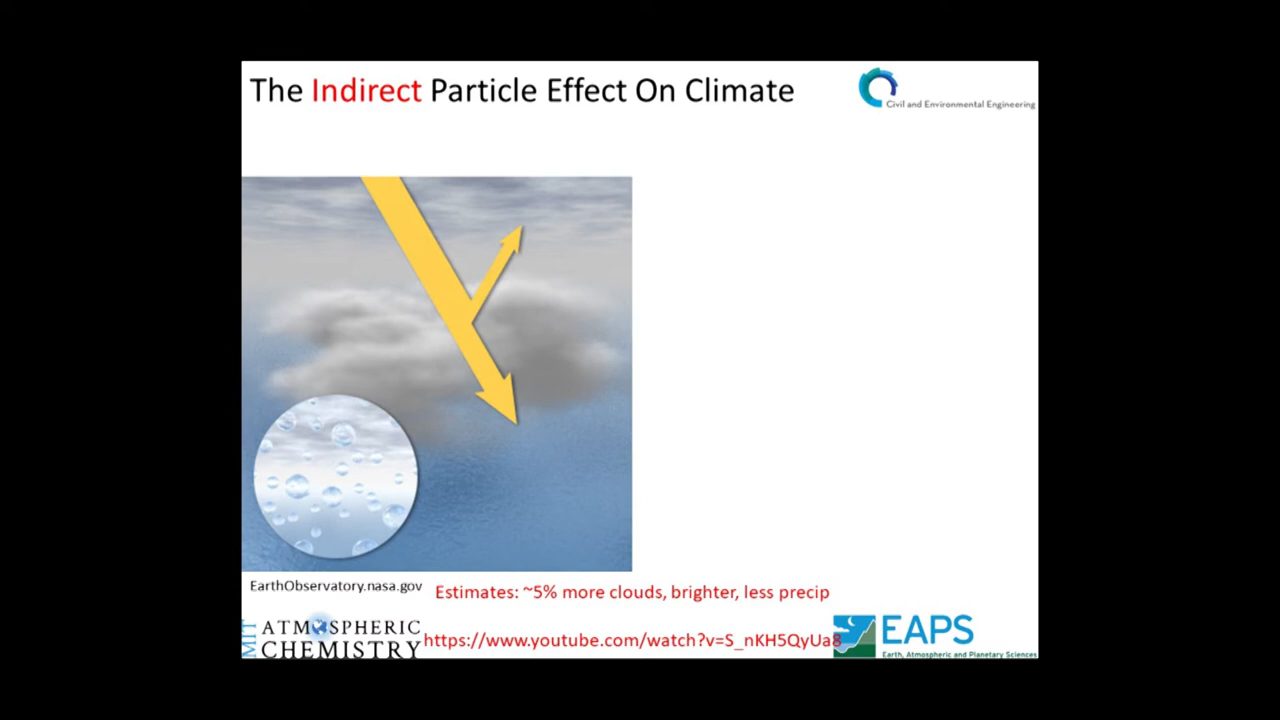 The Indirect Particle Effect On Climate
Civil and Environmental Engineering
EarthObservatory.nasa.gov
Estimates: ~5% more clouds, brighter, less precip
MIT ATMOSPHERIC
CHEMISTRY
https://www.youtube.com/watch?v=S_nKH5QyUa8
EAPS
Earth, Atmospheric and Planetary Sciences